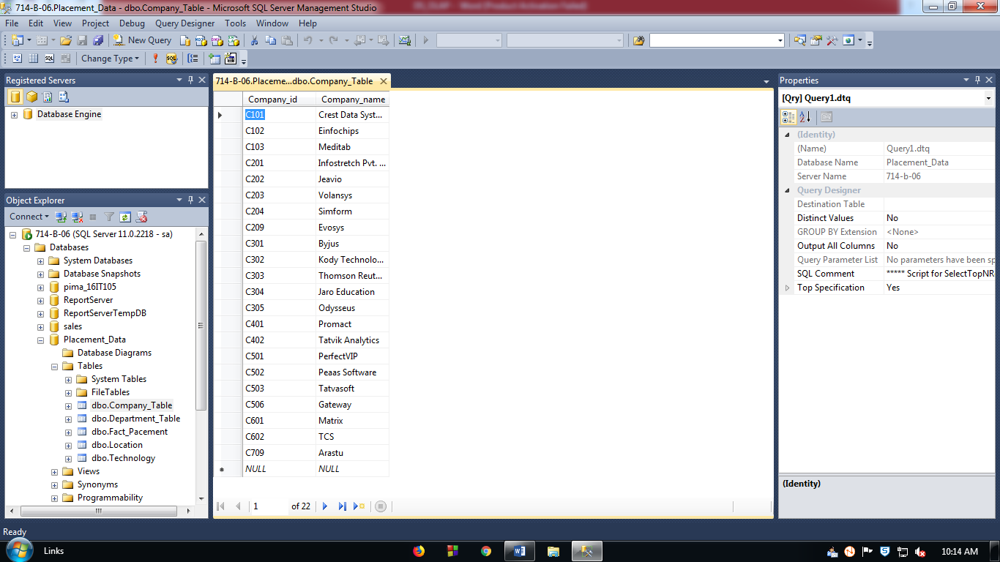 714-B-06.Placement_Data - dbo.Company_Table - Microsoft SQL Server Management Studio
File Edit View Project Debug Query Designer Tools Window Help
New Query
Change Type
Registered Servers
Database Engine
Object Explorer
Connect
714-B-06 (SQL Server 11.0.2218 - sa)
Databases
System Databases
Database Snapshots
pima_16IT105
ReportServer
ReportServerTempDB
sales
Placement_Data
Database Diagrams
Tables
System Tables
FileTables
dbo.Company_Table
dbo.Department_Table
dbo.Fact_Pacement
dbo.Location
dbo.Technology
Views
Synonyms
Programmability
714-B-06.Placeme...dbo.Company_Table
Company_id Company_name
C101 Crest Data Syst...
C102 Einfochips
C103 Meditab
C201 Infostretch Pvt. ...
C202 Jeavio
C203 Volansys
C204 Simform
C209 Evosys
C301 Byjus
C302 Kody Technolo...
C303 Thomson Reut...
C304 Jaro Education
C305 Odysseus
C401 Promact
C402 Tatvik Analytics
C501 PerfectVIP
C502 Peaas Software
C503 Tatvasoft
C506 Gateway
C601 Matrix
C602 TCS
C709 Arastu
NULL NULL
1 of 22
Properties
[Qry] Query1.dtq
(Identity)
(Name) Query1.dtq
Database Name Placement_Data
Server Name 714-b-06
Query Designer
Destination Table
Distinct Values No
GROUP BY Extension <None>
Output All Columns No
Query Parameter List No parameters have been sp
SQL Comment ***** Script for SelectTopNR
Top Specification Yes
(Identity)
Ready
Links
10:14 AM